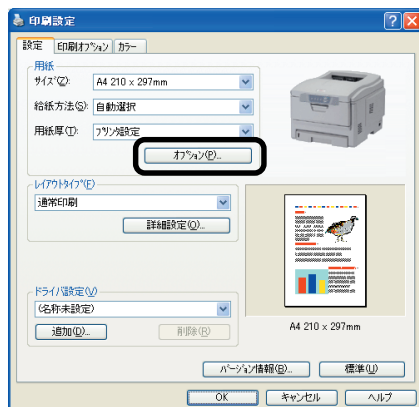 印刷設定
設定 印刷オプション カラー
用紙
サイズ(Z): A4 210 x 297mm
給紙方法(S): 自動選択
用紙厚(T): プリンタ設定
オプション(P)...
レイアウトタイプ(F)
通常印刷
詳細設定(O)...
ドライバ設定(V)
(名称未設定)
追加(D)... 削除(R)
A4 210 x 297mm
バージョン情報(B)... 標準(U)
OK キャンセル ヘルプ